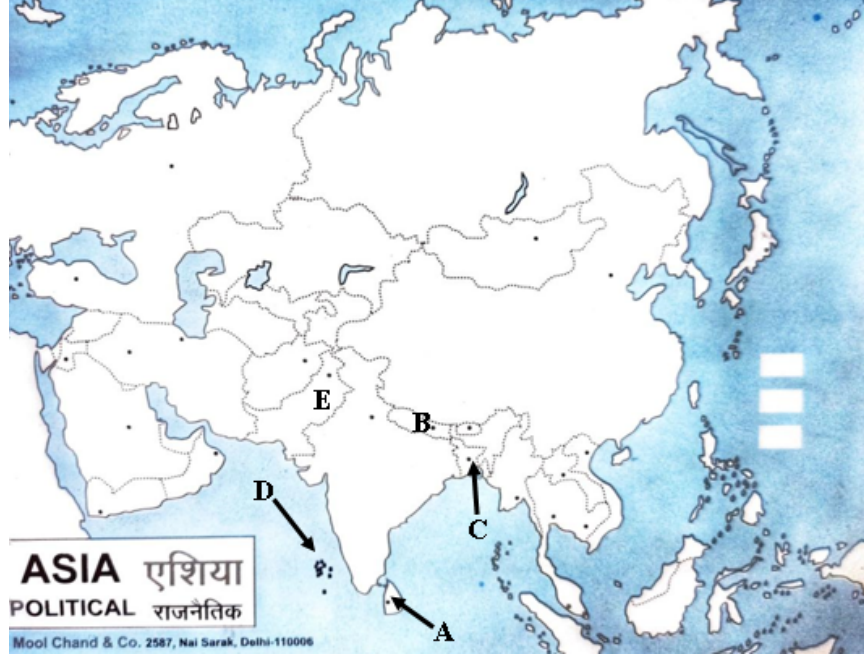 E
B
D
C
ASIA एशिया
POLITICAL राजनैतिक
A
Mool Chand & Co. 2587, Nai Sarak, Delhi-110006